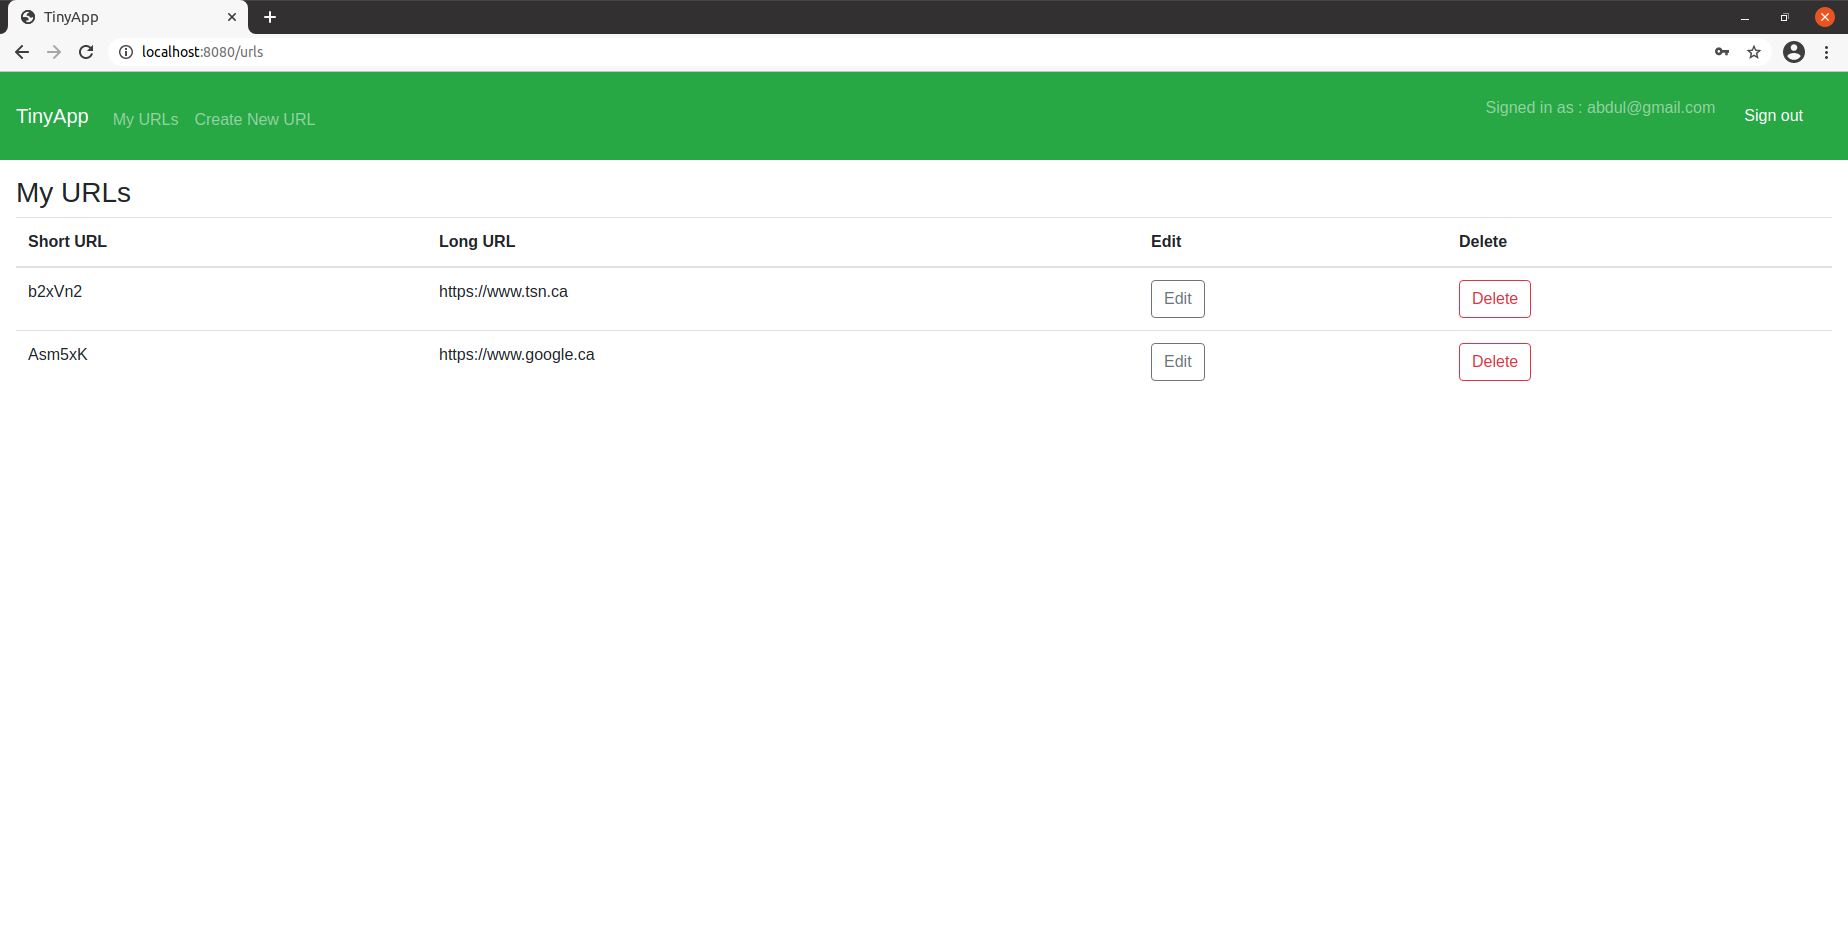 TinyApp
localhost:8080/urls
TinyApp My URLs Create New URL Signed in as : abdul@gmail.com Sign out
My URLs
Short URL Long URL Edit Delete
b2xVn2 https://www.tsn.ca Edit Delete
Asm5xK https://www.google.ca Edit Delete